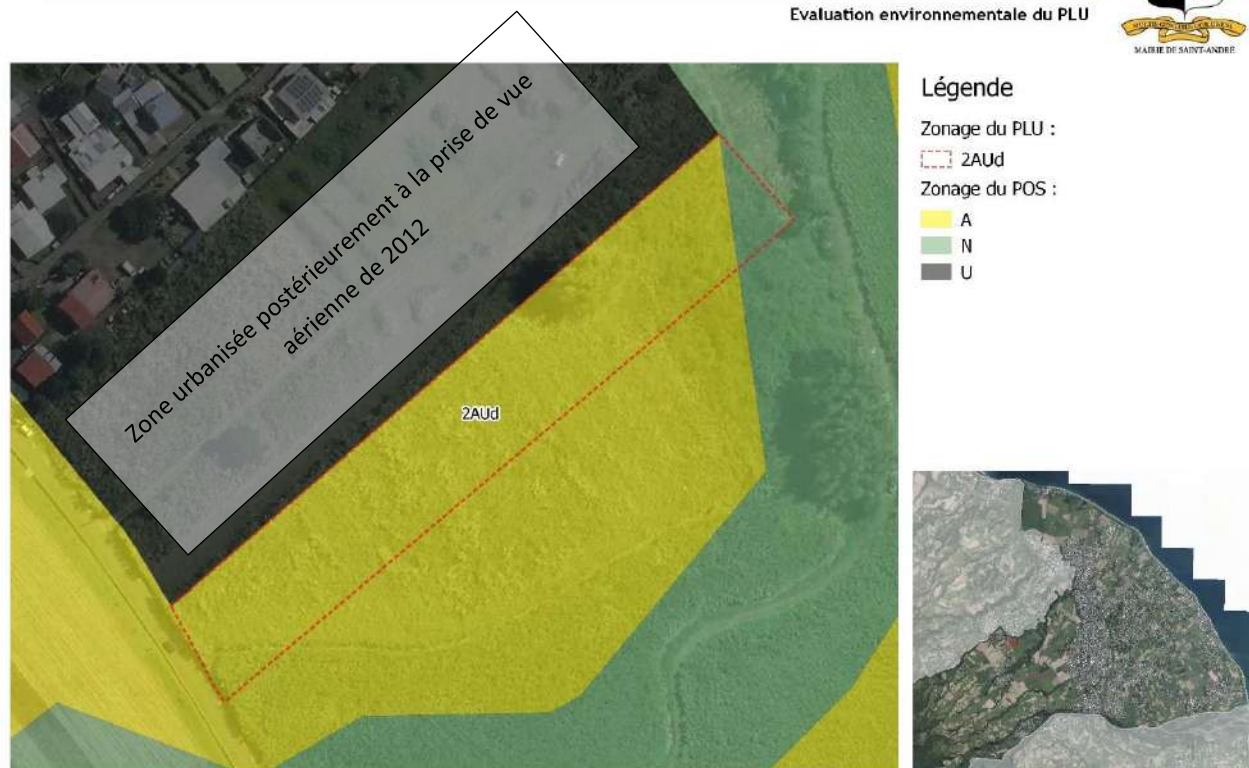 Evaluation environnementale du PLU
MAIRIE DE SAINT-ANDRÉ
Zone urbanisée postérieurement à la prise de vue
aérienne de 2012
2AUd
Légende
Zonage du PLU :
2AUd
Zonage du POS :
A
N
U